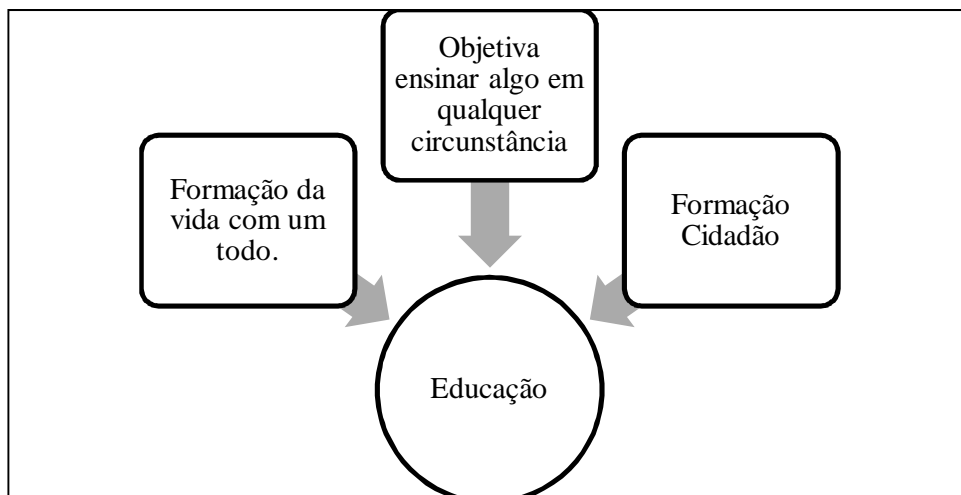 Objetiva
ensinar algo em
qualquer
circunstância
Formação da
vida com um
todo.
Formação
Cidadão
Educação